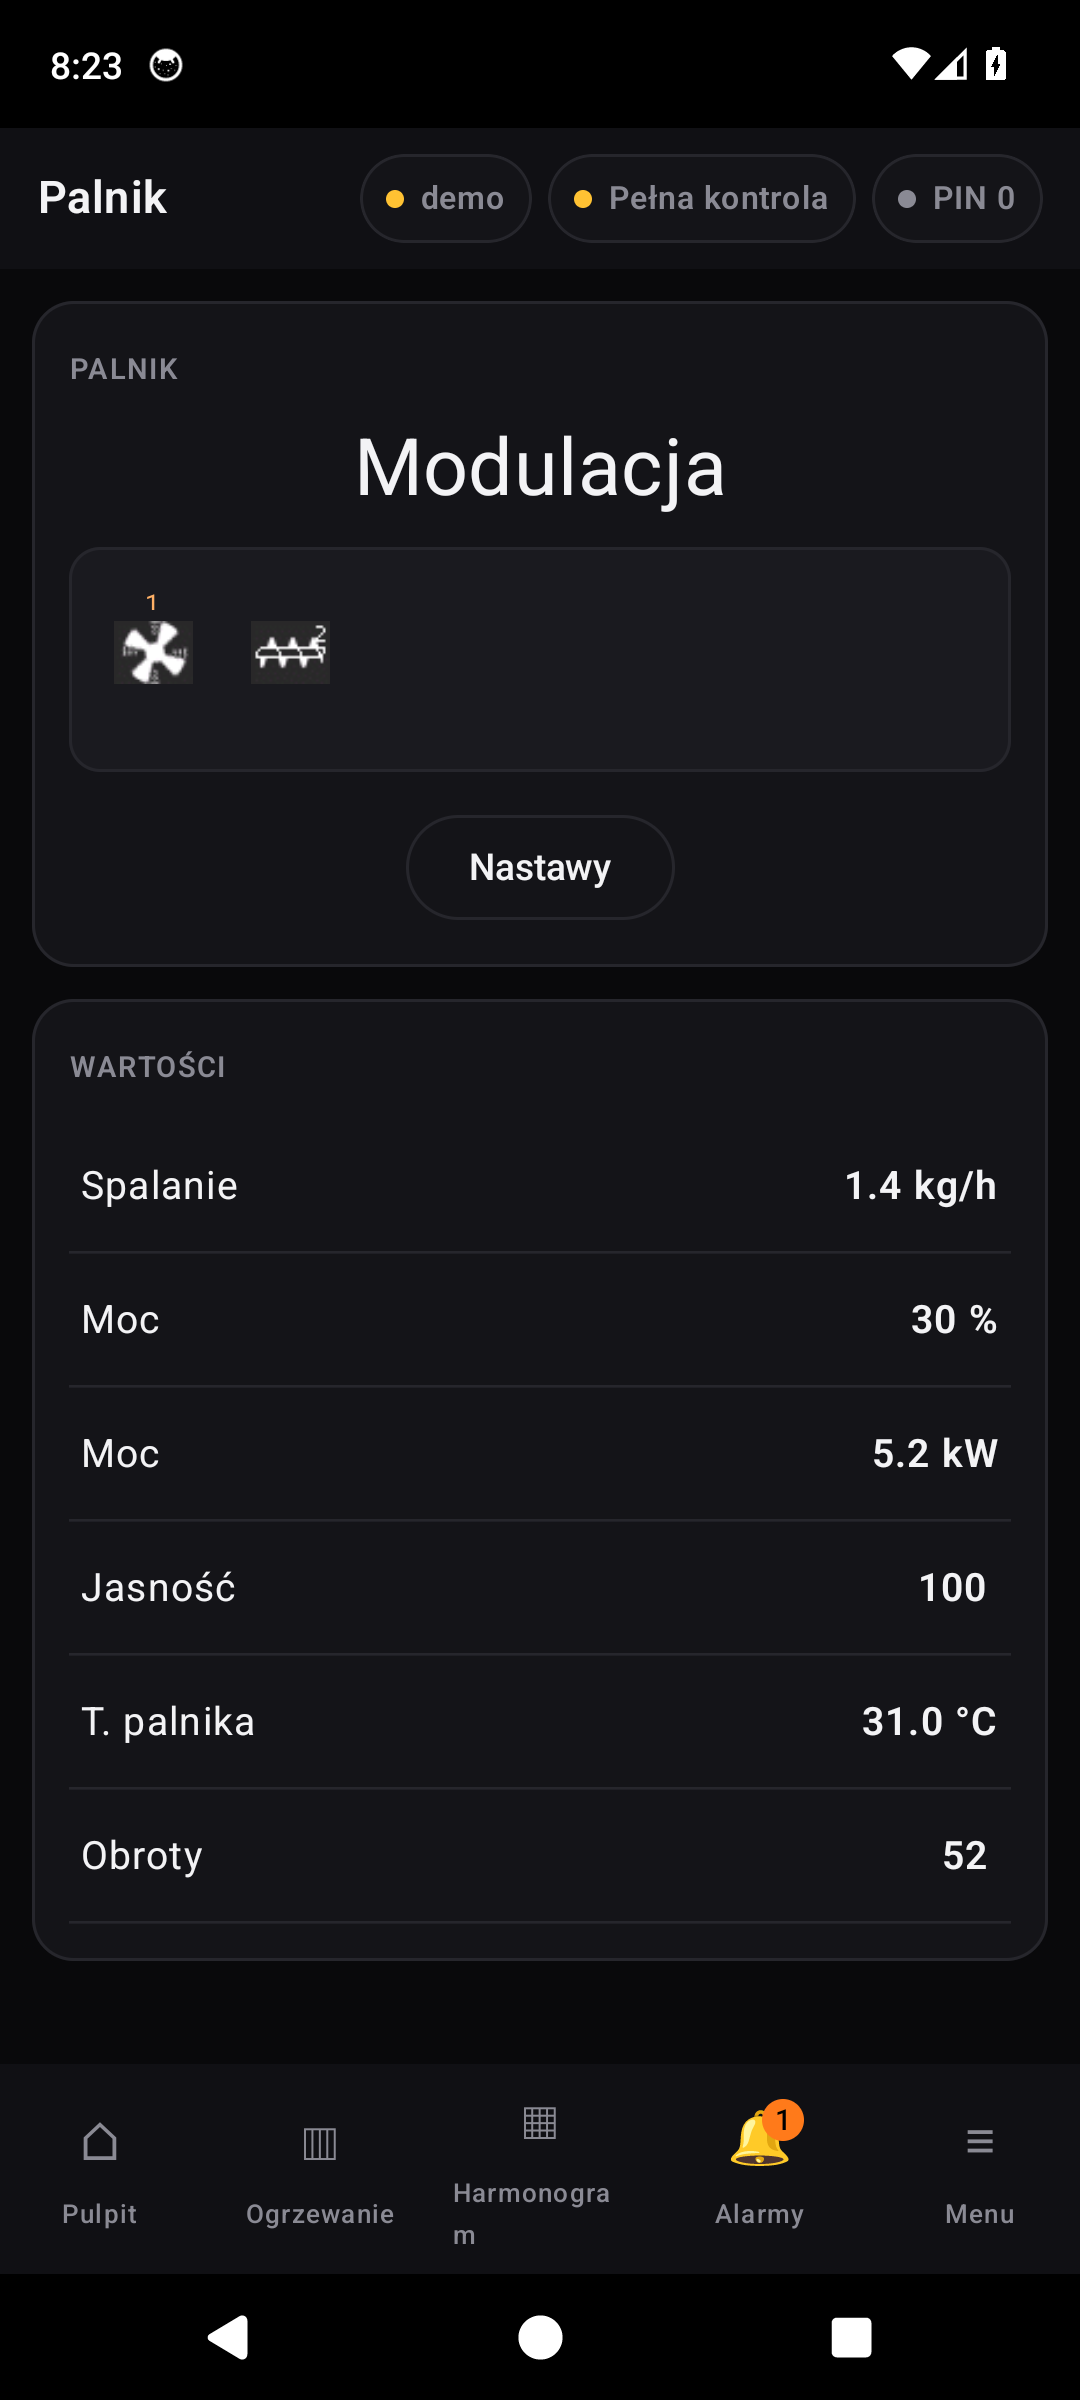 8:23
Palnik
demo
Pełna kontrola
PIN 0
PALNIK
Modulacja
1
2
Nastawy
WARTOŚCI
Spalanie 1.4 kg/h
Moc 30 %
Moc 5.2 kW
Jasność 100
T. palnika 31.0 °C
Obroty 52
1
Pulpit
Ogrzewanie
Harmonogra
m
Alarmy
Menu